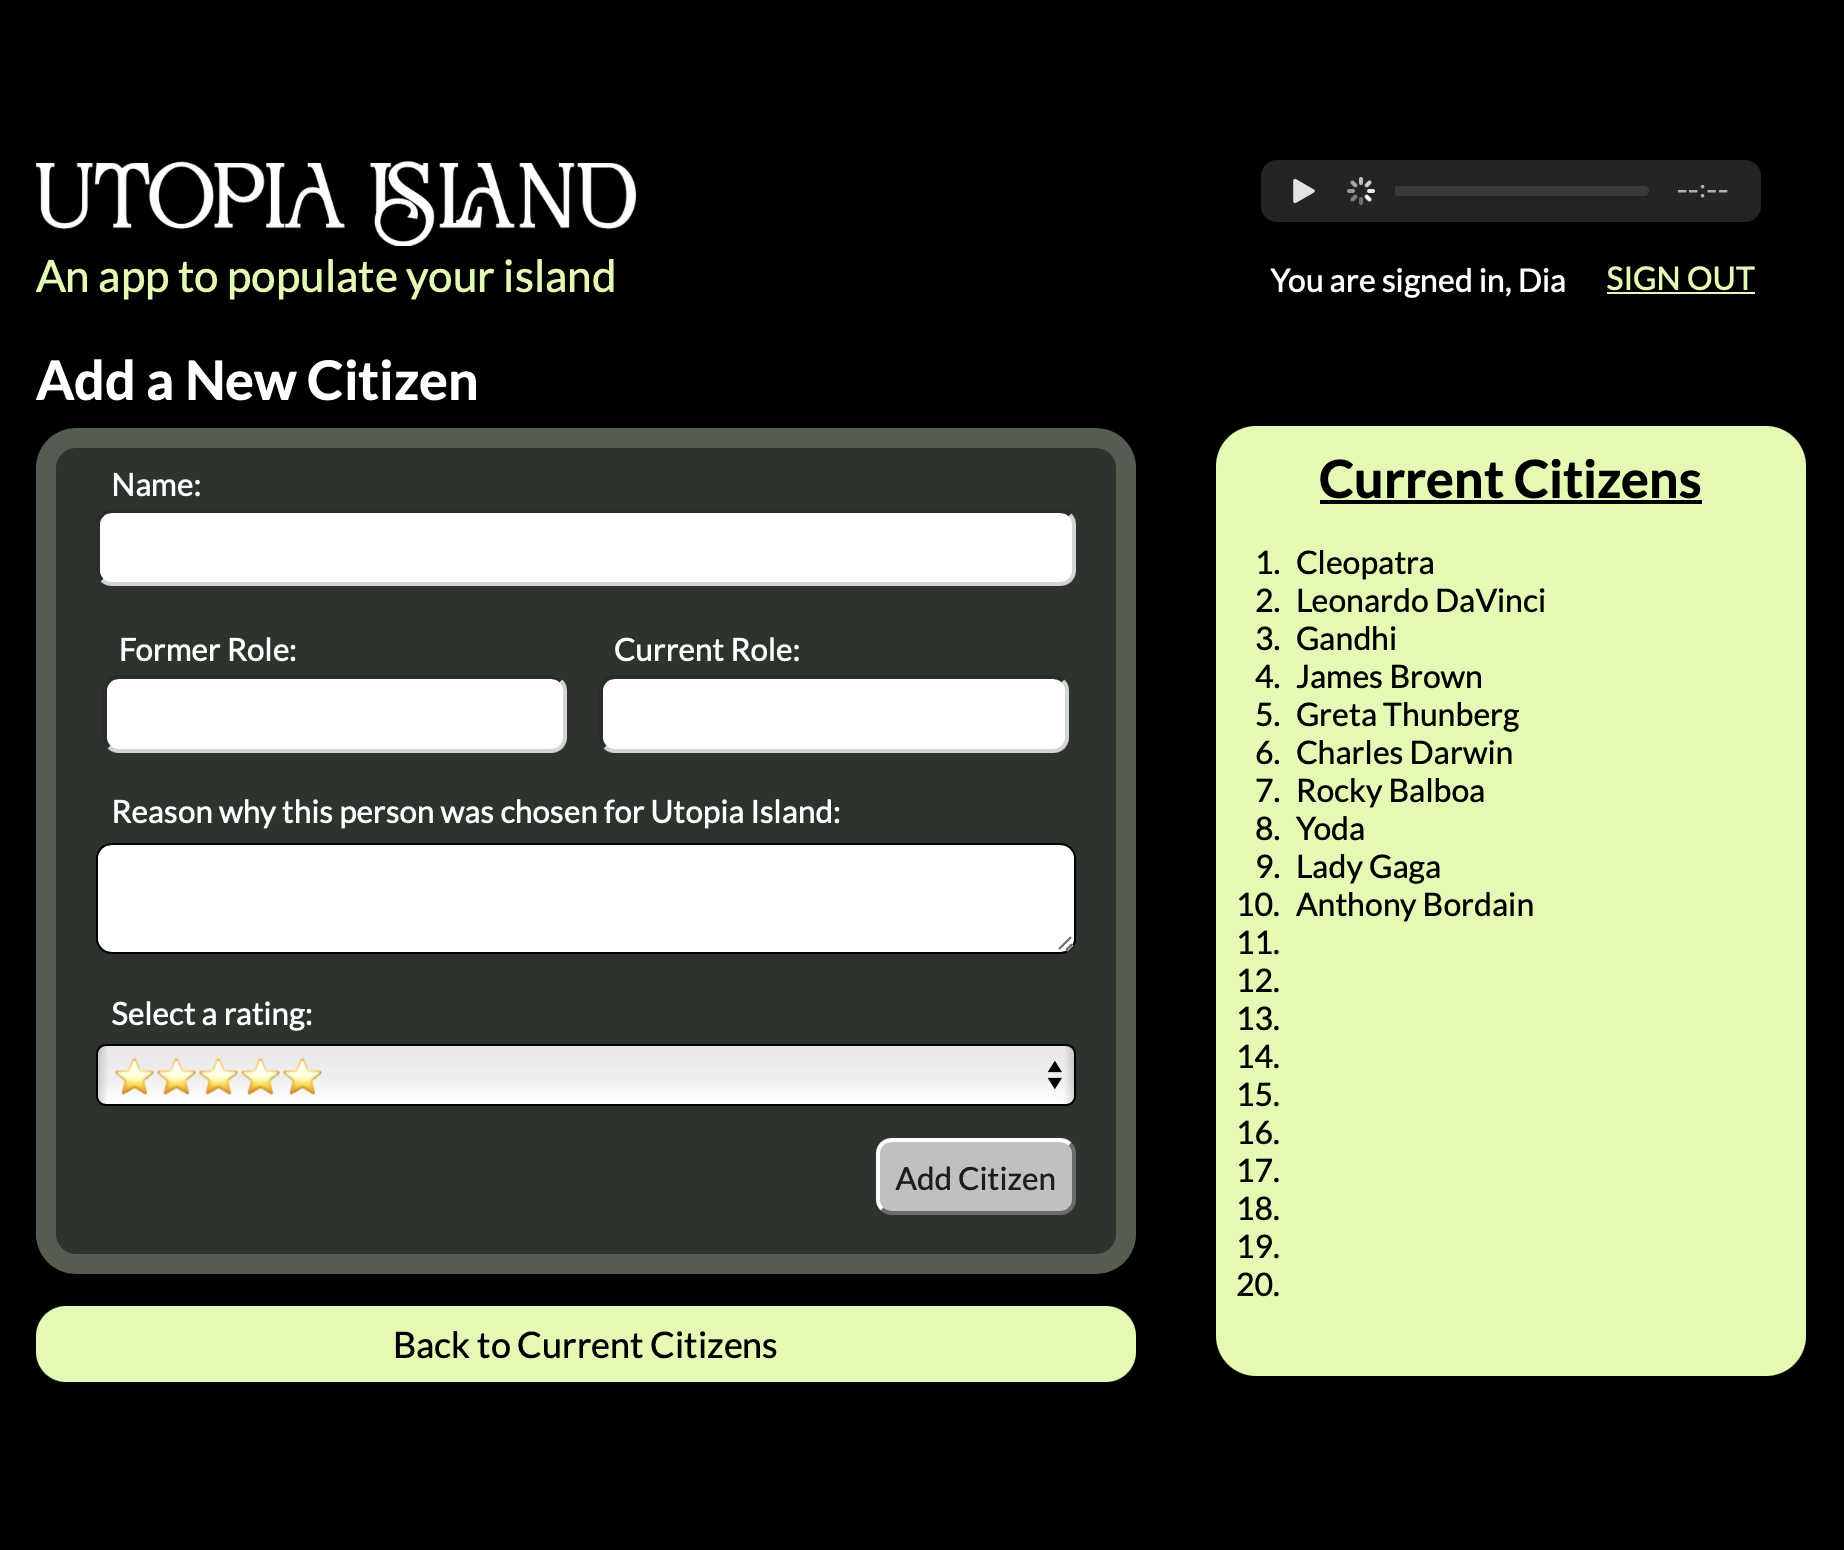 UTOPIA ISLAND
An app to populate your island
--:--
You are signed in, Dia SIGN OUT
Add a New Citizen
Name:
Former Role: Current Role:
Reason why this person was chosen for Utopia Island:
Select a rating:
⭐⭐⭐⭐⭐
Add Citizen
Back to Current Citizens
Current Citizens
1. Cleopatra
2. Leonardo DaVinci
3. Gandhi
4. James Brown
5. Greta Thunberg
6. Charles Darwin
7. Rocky Balboa
8. Yoda
9. Lady Gaga
10. Anthony Bordain
11.
12.
13.
14.
15.
16.
17.
18.
19.
20.